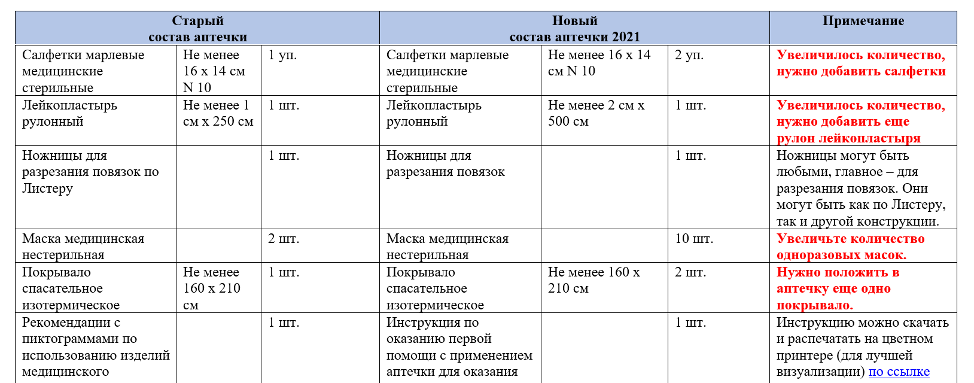 Старый
состав аптечки
Новый
состав аптечки 2021
Примечание
Салфетки марлевые
медицинские
стерильные
Не менее
16 х 14 см
N 10
1 уп.
Салфетки марлевые
медицинские
стерильные
Не менее 16 х 14
см N 10
2 уп.
Увеличилось количество,
нужно добавить салфетки
Лейкопластырь
рулонный
Не менее 1
см х 250 см
1 шт.
Лейкопластырь
рулонный
Не менее 2 см х
500 см
1 шт.
Увеличилось количество,
нужно добавить еще
рулон лейкопластыря
Ножницы для
разрезания повязок по
Листеру
1 шт.
Ножницы для
разрезания повязок
1 шт.
Ножницы могут быть
любыми, главное – для
разрезания повязок. Они
могут быть как по Листеру,
так и другой конструкции.
Маска медицинская
нестерильная
2 шт.
Маска медицинская
нестерильная
10 шт.
Увеличьте количество
одноразовых масок.
Покрывало
спасательное
изотермическое
Не менее
160 х 210
см
1 шт.
Покрывало
спасательное
изотермическое
Не менее 160 х
210 см
2 шт.
Нужно положить в
аптечку еще одно
покрывало.
Рекомендации с
пиктограммами по
использованию изделий
медицинского
1 шт.
Инструкция по
оказанию первой
помощи с применением
аптечки для оказания
1 шт.
Инструкцию можно скачать
и распечатать на цветном
принтере (для лучшей
визуализации) по ссылке